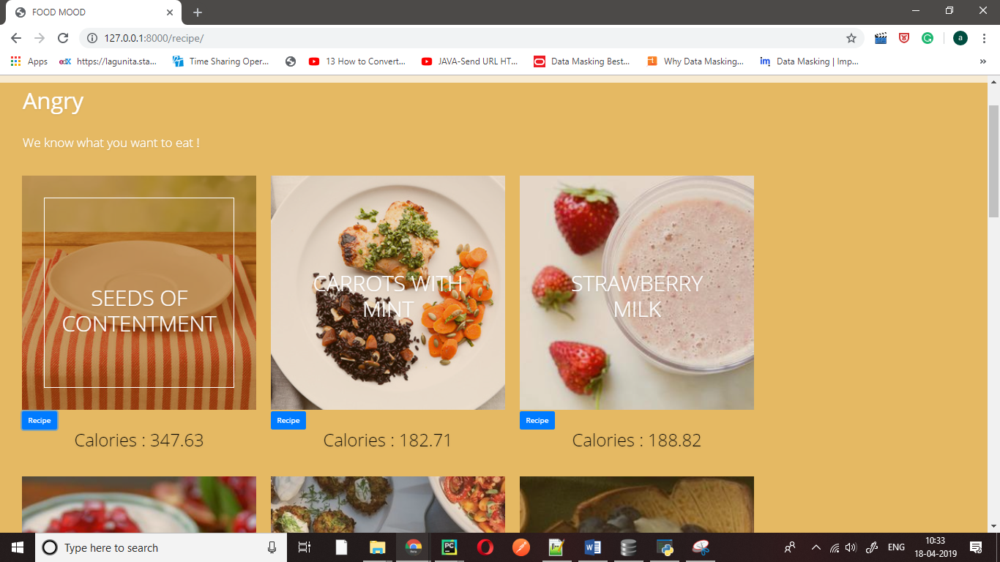 FOOD MOOD
127.0.0.1:8000/recipe/
a
Apps
edX
https://lagunita.sta...
Time Sharing Oper...
13 How to Convert...
JAVA-Send URL HT...
Data Masking Best...
Why Data Masking...
im
Data Masking | Imp...
»
Angry
We know what you want to eat !
SEEDS OF
CONTENTMENT
CARROTS WITH
MINT
STRAWBERRY
MILK
Recipe
Recipe
Recipe
Calories : 347.63
Calories : 182.71
Calories : 188.82
Type here to search
PC
W
ENG
10:33
18-04-2019